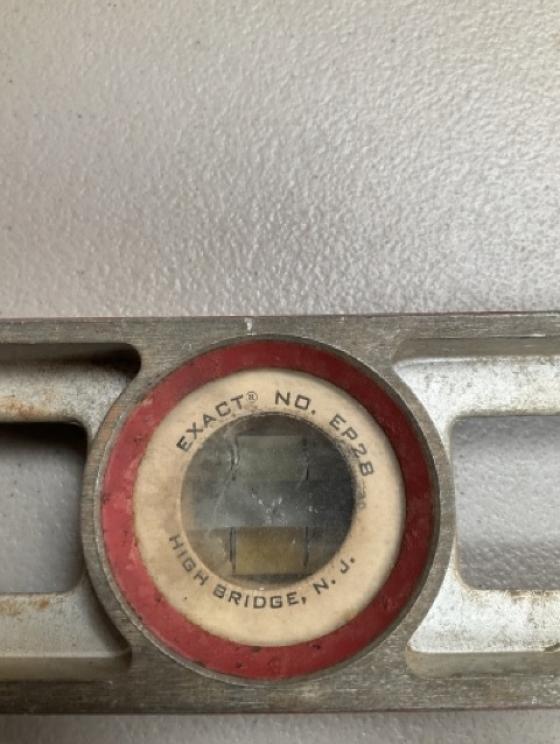 EXACT® NO. EP28
HIGH BRIDGE, N. J.